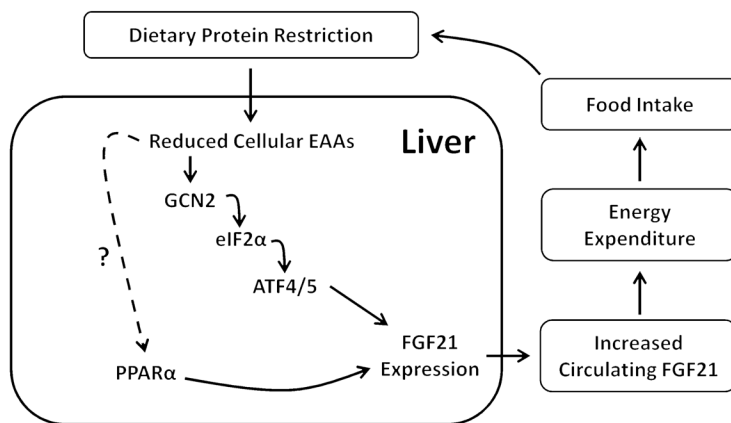 Dietary Protein Restriction
Food Intake
Reduced Cellular EAAs
Liver
GCN2
eIF2α
ATF4/5
?
PPARα
FGF21
Expression
Energy
Expenditure
Increased
Circulating FGF21